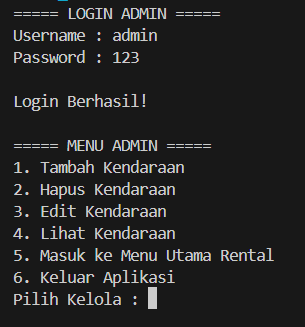 ===== LOGIN ADMIN =====
Username : admin
Password : 123
Login Berhasil!
===== MENU ADMIN =====
1. Tambah Kendaraan
2. Hapus Kendaraan
3. Edit Kendaraan
4. Lihat Kendaraan
5. Masuk ke Menu Utama Rental
6. Keluar Aplikasi
Pilih Kelola :